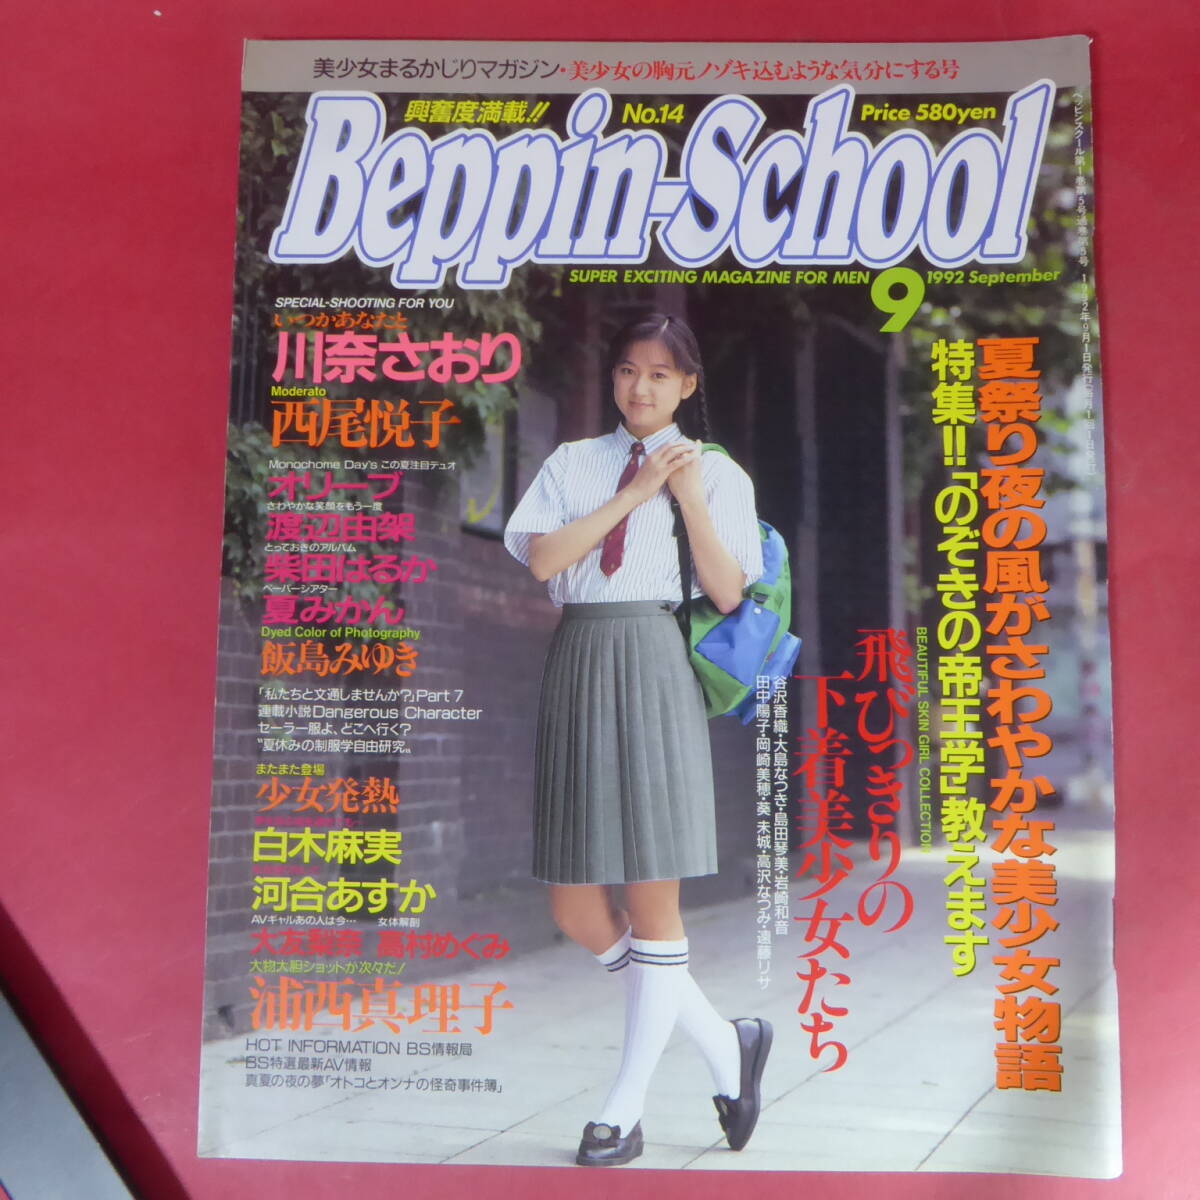 美少女まるかじりマガジン・美少女の胸元ノゾキ込むような気分にする号
興奮度満載!!
No.14
Price 580yen
Beppin-School
SUPER EXCITING MAGAZINE FOR MEN
9
1992 September
SPECIAL-SHOOTING FOR YOU
いつかあなたと
川奈さおり
Moderato
西尾悦子
Monochome Day's この夏注目デュオ
オリーブ
さわやかな笑顔をもう一度
渡辺由架
とっておきのアルバム
柴田はるか
ペーパーシアター
夏みかん
Dyed Color of Photography
飯島みゆき
「私たちと文通しませんか?」Part 7
連載小説Dangerous Character
セーラー服よ、どこへ行く?
"夏休みの制服学自由研究"
またまた登場
少女発熱
白木麻実
河合あすか
AVギャルあの人は今… 女体解剖
大友梨奈 高村めぐみ
大物大胆ショットが次々だ!
浦西真理子
HOT INFORMATION BS情報局
BS特選最新AV情報
真夏の夜の夢「オトコとオンナの怪奇事件簿」
夏祭り夜の風がさわやかな美少女物語
特集!!「のぞきの帝王学」教えます
BEAUTIFUL SKIN GIRL COLLECTION
飛びっきりの
下着美少女たち
谷沢香織・大島なつき・島田琴美・岩崎和音
田中陽子・岡崎美穂・葵 未城・高沢なつみ・遠藤リサ